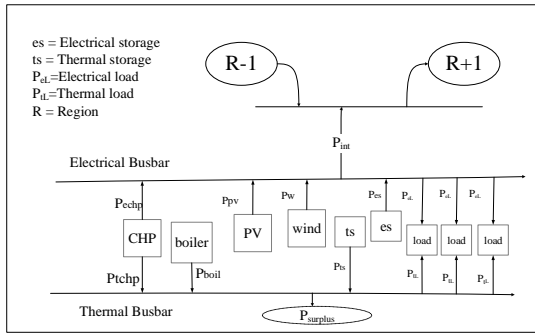 es = Electrical storage
ts = Thermal storage
PeL=Electrical load
PtL=Thermal load
R = Region
R-1
R+1
Pint
Electrical Busbar
Pechp
Ppv
Pw
Pes
PeL
PeL
PeL
CHP
boiler
PV
wind
ts
es
load
load
load
Ptchp
Pboil
Pts
PtL
PtL
PtL
Thermal Busbar
Psurplus